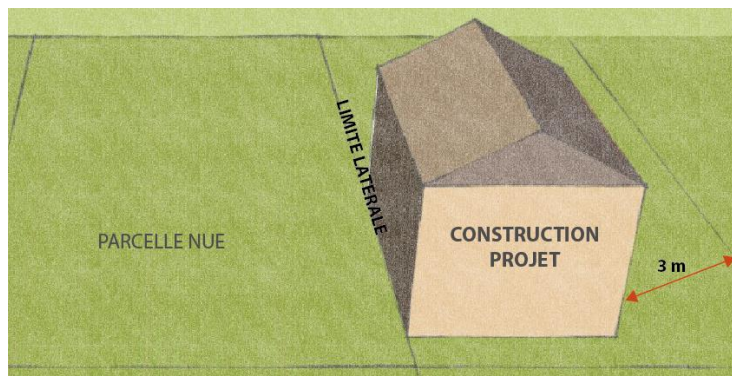 LIMITE LATERALE
PARCELLE NUE
CONSTRUCTION
PROJET
3 m